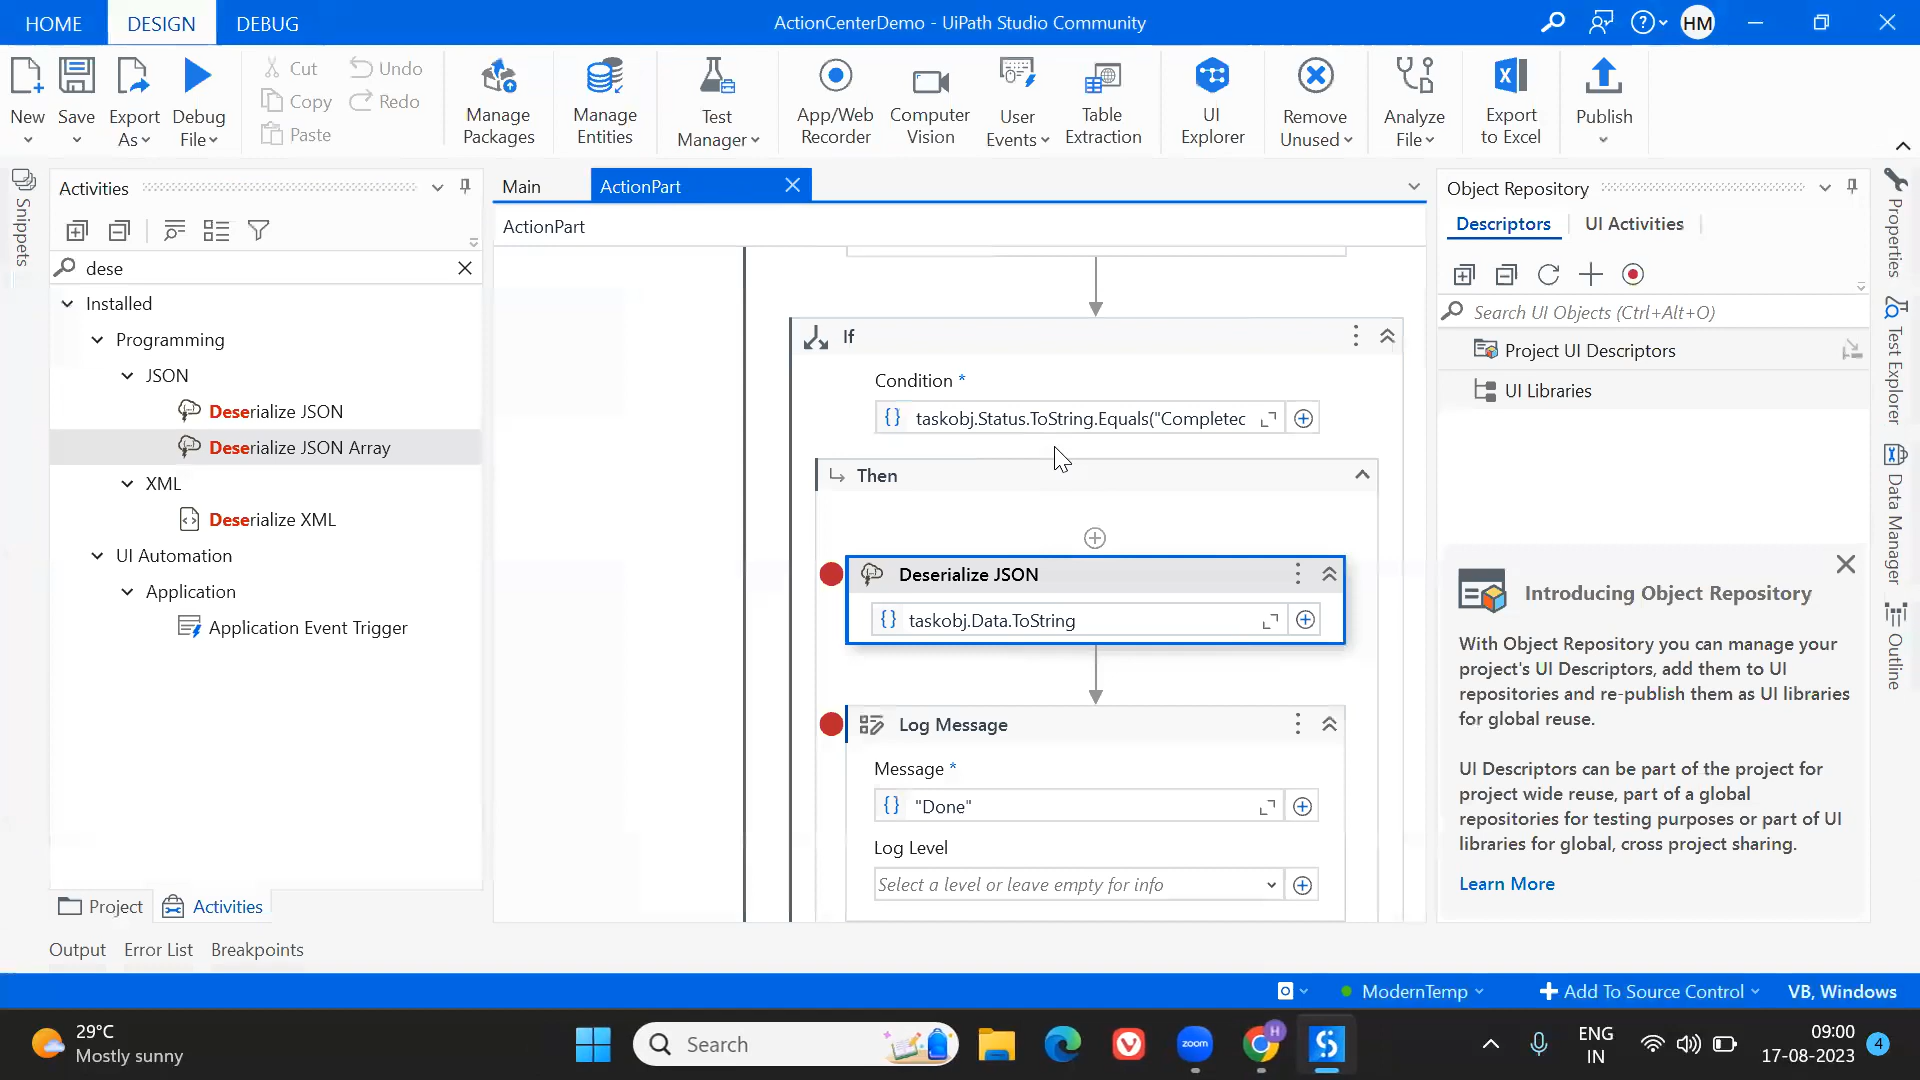 HOME
DESIGN
DEBUG
ActionCenterDemo - UiPath Studio Community
HM
New
Save
Export
As
Debug
File
Cut
Copy
Paste
Undo
Redo
Manage
Packages
Manage
Entities
Test
Manager
App/Web
Recorder
Computer
Vision
User
Events
Table
Extraction
UI
Explorer
Remove
Unused
Analyze
File
Export
to Excel
Publish
Snippets
Activities
dese
Installed
Programming
JSON
Deserialize JSON
Deserialize JSON Array
XML
Deserialize XML
UI Automation
Application
Application Event Trigger
Project
Activities
Main
ActionPart
ActionPart
If
Condition *
{} taskobj.Status.ToString.Equals("Completec
Then
Deserialize JSON
{} taskobj.Data.ToString
Log Message
Message *
{} "Done"
Log Level
Select a level or leave empty for info
Object Repository
Descriptors
UI Activities
Search UI Objects (Ctrl+Alt+O)
Project UI Descriptors
UI Libraries
Introducing Object Repository
With Object Repository you can manage your
project's UI Descriptors, add them to UI
repositories and re-publish them as UI libraries
for global reuse.
UI Descriptors can be part of the project for
project wide reuse, part of a global
repositories for testing purposes or part of UI
libraries for global, cross project sharing.
Learn More
Properties
Test Explorer
Data Manager
Outline
Output
Error List
Breakpoints
ModernTemp
Add To Source Control
VB, Windows
29°C
Mostly sunny
Search
zoom
H
ENG
IN
09:00
17-08-2023
4